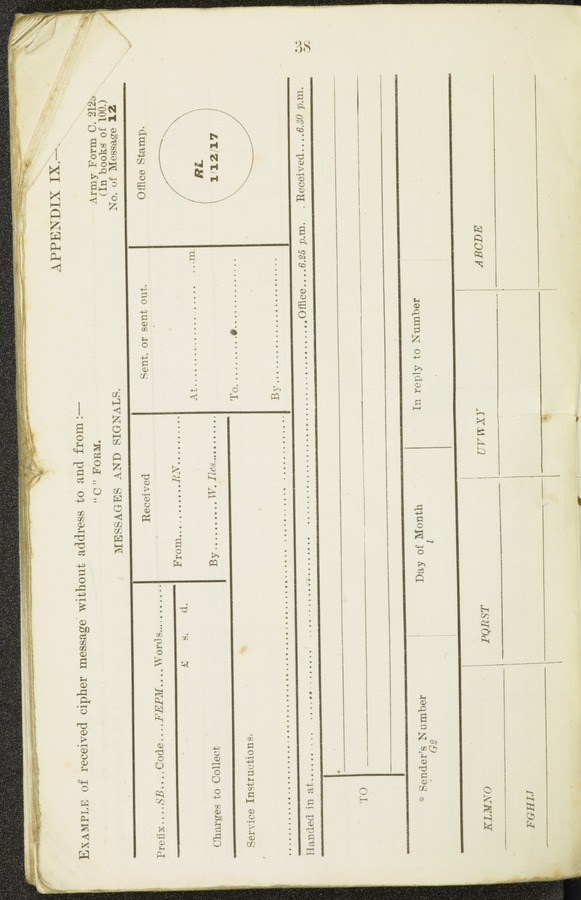 38
APPENDIX IX.—
EXAMPLE of received cipher message without address to and from :—
"C" FORM.
Army Form C. 2123
(In books of 100.)
MESSAGES AND SIGNALS.
No. of Message 12
Prefix....SB....Code.....FEPM....Words...........
£ s. d.
Charges to Collect
Service Instructions.
Received
From...........RN...........
By..........W. Iles...........
Sent, or sent out.
At.....................m
To.....................
By.....................
Office Stamp.
RL
1/12/17
Handed in at.......................................Office....6.25 p.m. . Received....6.30 p.m.
TO
* Sender's Number
G2
Day of Month
1
In reply to Number
KLMNO PQRST UVWXY ABCDE
FGHIJ